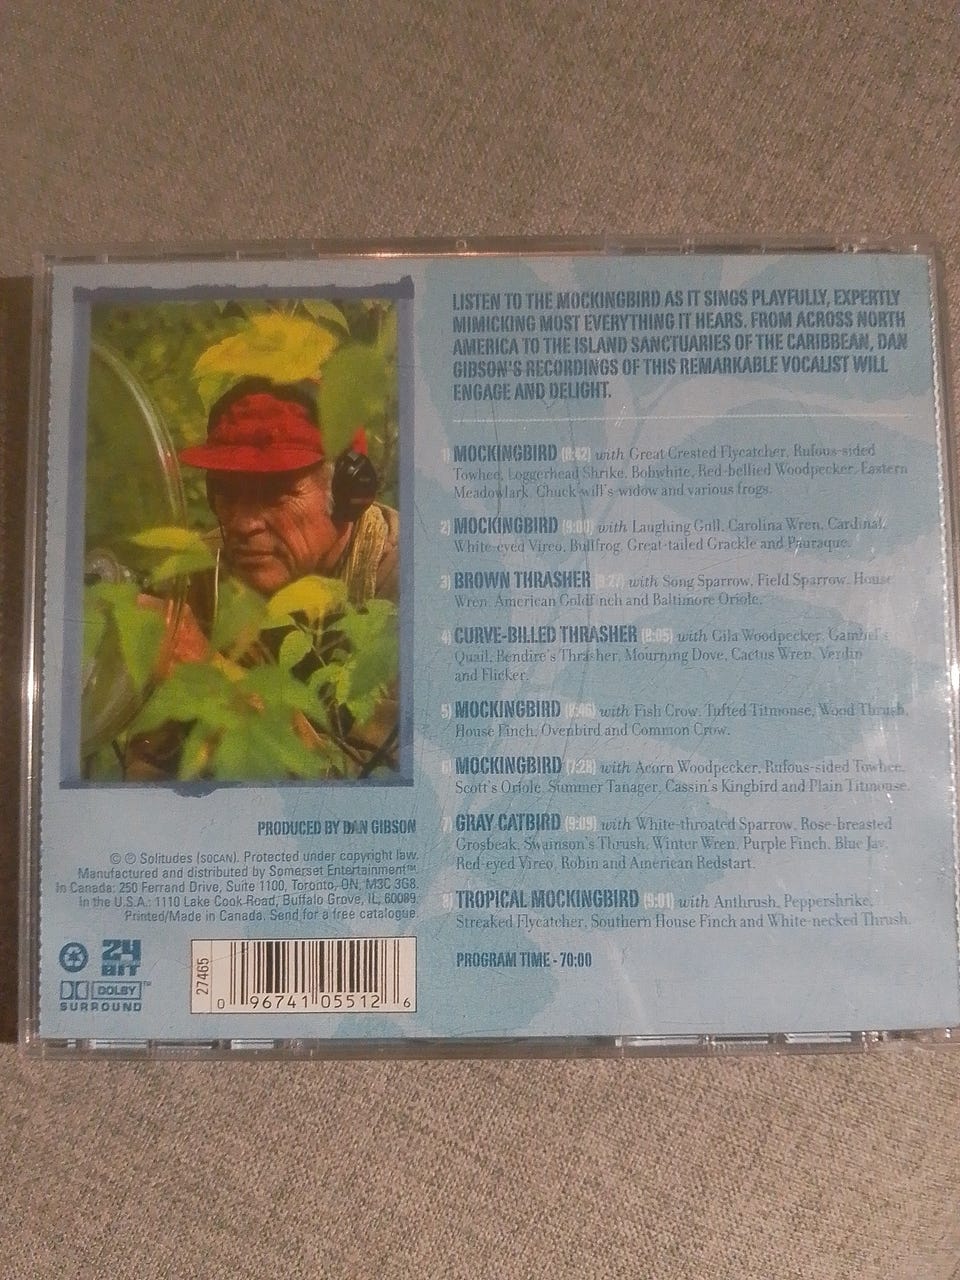 LISTEN TO THE MOCKINGBIRD AS IT SINGS PLAYFULLY, EXPERTLY
MIMICKING MOST EVERYTHING IT HEARS. FROM ACROSS NORTH
AMERICA TO THE ISLAND SANCTUARIES OF THE CARIBBEAN, DAN
GIBSON'S RECORDINGS OF THIS REMARKABLE VOCALIST WILL
ENGAGE AND DELIGHT.
1) MOCKINGBIRD (8:42) with Great Crested Flycatcher, Rufous-sided
Towhee, Loggerhead Shrike, Bobwhite, Red-bellied Woodpecker, Eastern
Meadowlark, Chuck-will's-widow and various frogs.
2) MOCKINGBIRD (9:01) with Laughing Gull, Carolina Wren, Cardinal,
White-eyed Vireo, Bullfrog, Great-tailed Grackle and Pauraque.
3) BROWN THRASHER with Song Sparrow, Field Sparrow, House
Wren, American Goldfinch and Baltimore Oriole.
4) CURVE-BILLED THRASHER (8:05) with Gila Woodpecker, Gambel's
Quail, Bendire's Thrasher, Mourning Dove, Cactus Wren, Verdin
and Flicker.
5) MOCKINGBIRD (8:46) with Fish Crow, Tufted Titmouse, Wood Thrush,
House Finch, Ovenbird and Common Crow.
6) MOCKINGBIRD (7:28) with Acorn Woodpecker, Rufous-sided Towhee,
Scott's Oriole, Summer Tanager, Cassin's Kingbird and Plain Titmouse.
7) GRAY CATBIRD (9:09) with White-throated Sparrow, Rose-breasted
Grosbeak, Swainson's Thrush, Winter Wren, Purple Finch, Blue Jay,
Red-eyed Vireo, Robin and American Redstart.
8) TROPICAL MOCKINGBIRD (9:01) with Antthrush, Peppershrike,
Streaked Flycatcher, Southern House Finch and White-necked Thrush.
PROGRAM TIME - 70:00
PRODUCED BY DAN GIBSON
© ℗ Solitudes (SOCAN). Protected under copyright law.
Manufactured and distributed by Somerset Entertainment™
In Canada: 250 Ferrand Drive, Suite 1100, Toronto, ON, M3C 3G8.
In the U.S.A.: 1110 Lake Cook Road, Buffalo Grove, IL, 60089.
Printed/Made in Canada. Send for a free catalogue.
24
BIT
DOLBY™
SURROUND
27465
0 96741 05512 6